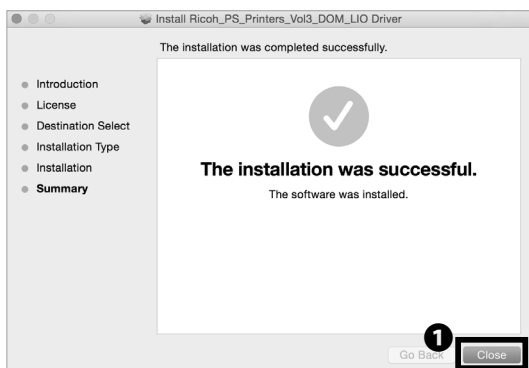 Install Ricoh_PS_Printers_Vol3_DOM_LIO Driver
The installation was completed successfully.
Introduction
License
Destination Select
Installation Type
Installation
Summary
The installation was successful.
The software was installed.
1
Go Back
Close